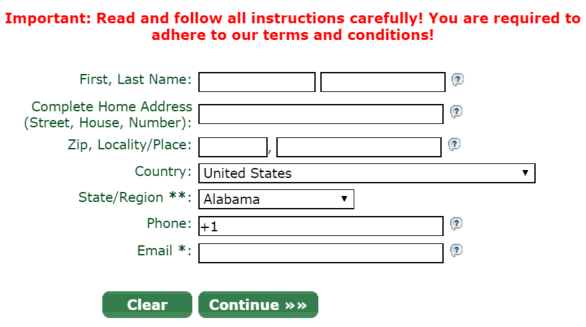 Important: Read and follow all instructions carefully! You are required to
adhere to our terms and conditions!
First, Last Name:
Complete Home Address
(Street, House, Number):
Zip, Locality/Place: ,
Country: United States
State/Region **: Alabama
Phone: +1
Email *:
Clear Continue »»